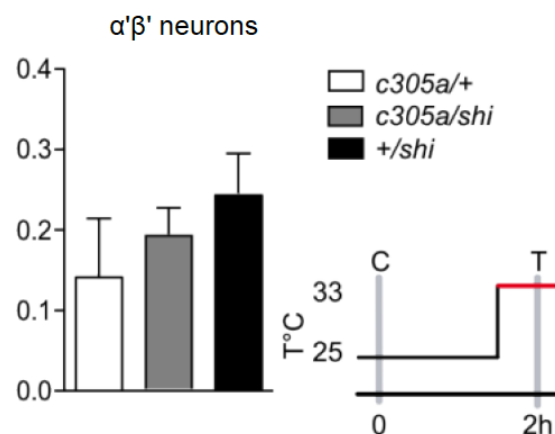 α'β' neurons
0.4
0.3
0.2
0.1
0.0
c305a/+
c305a/shi
+/shi
C T
33
25
T°C
0 2h